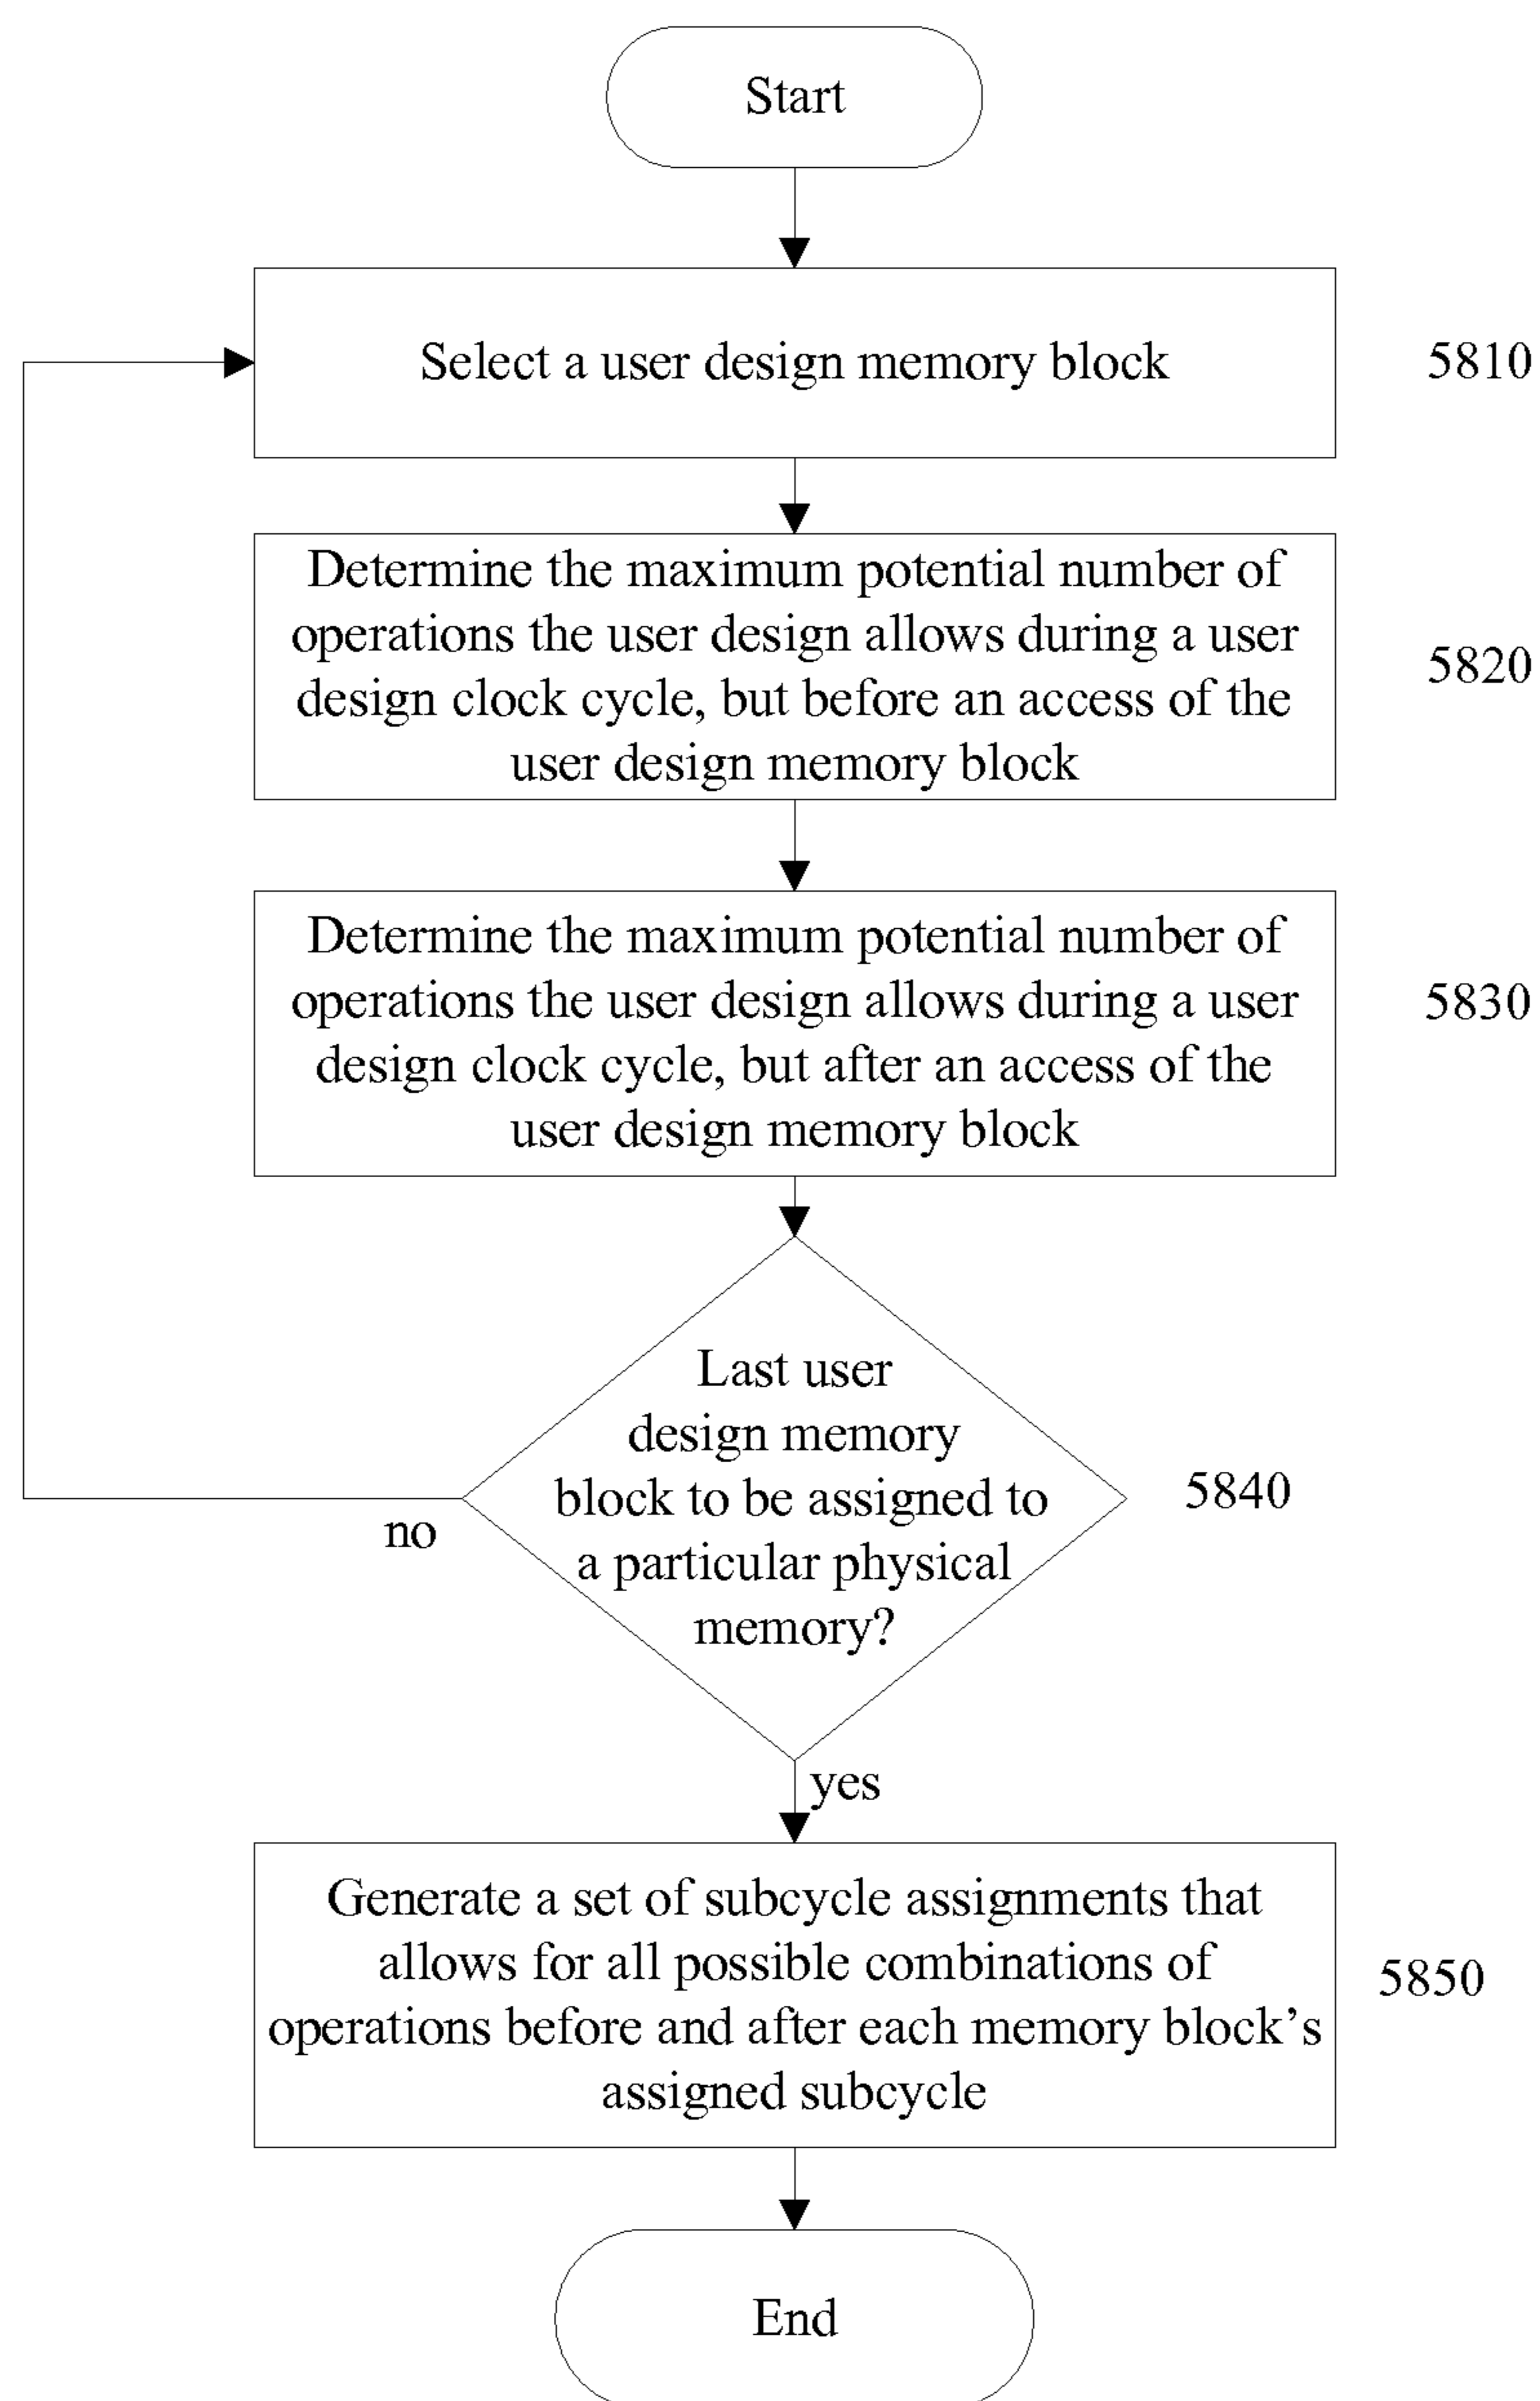 Start
Select a user design memory block
5810
Determine the maximum potential number of
operations the user design allows during a user
design clock cycle, but before an access of the
user design memory block
5820
Determine the maximum potential number of
operations the user design allows during a user
design clock cycle, but after an access of the
user design memory block
5830
Last user
design memory
block to be assigned to
a particular physical
memory?
5840
no
yes
Generate a set of subcycle assignments that
allows for all possible combinations of
operations before and after each memory block’s
assigned subcycle
5850
End